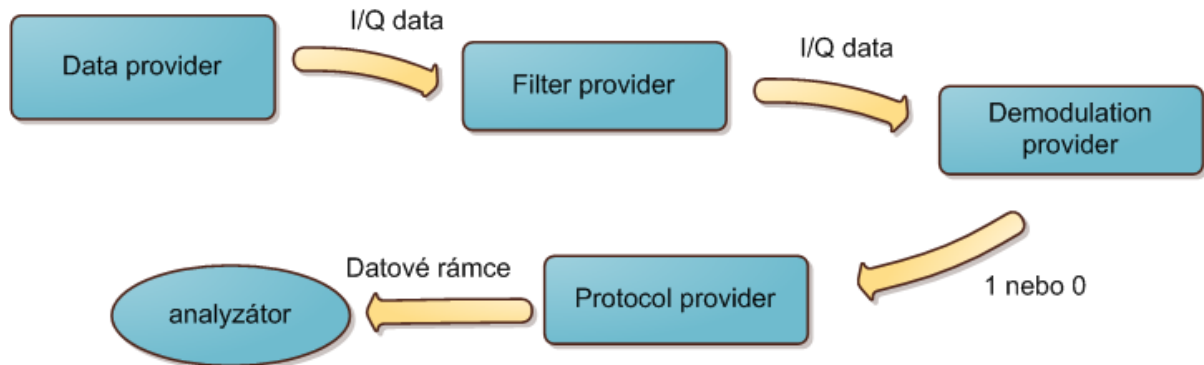 Data provider
I/Q data
Filter provider
I/Q data
Demodulation
provider
1 nebo 0
Protocol provider
Datové rámce
analyzátor